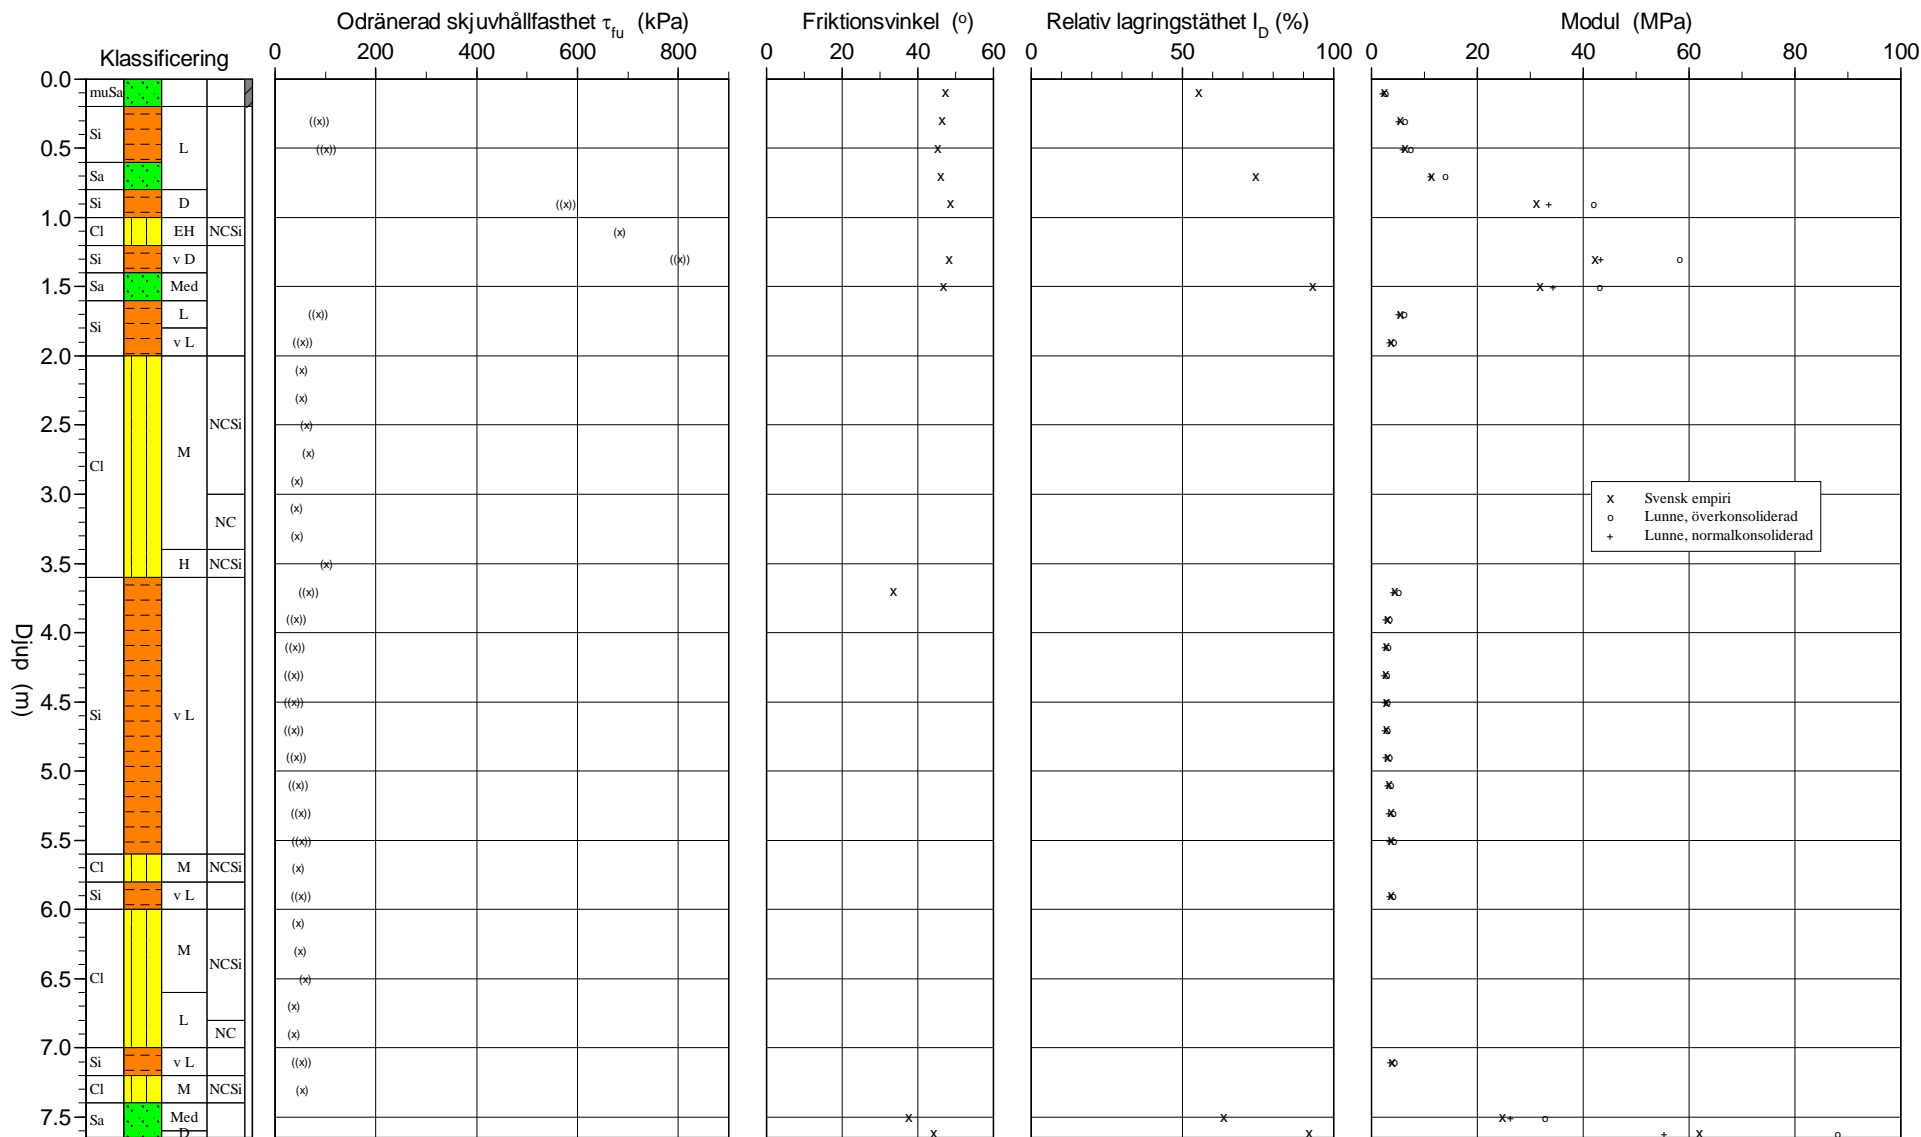 Odränerad skjuvhållfasthet τfu (kPa) Friktionsvinkel (o) Relativ lagringstäthet ID (%) Modul (MPa)
Klassificering
0 200 400 600 800 0 20 40 60 0 50 100 0 20 40 60 80 100
0.0
muSa
Si
L
0.5
Sa
Si D
1.0
Cl EH NCSi
Si v D
1.5
Sa Med
Si L
v L
2.0
2.5
NCSi
M
Cl
3.0
NC
x Svensk empiri
o Lunne, överkonsoliderad
+ Lunne, normalkonsoliderad
3.5
H NCSi
4.0
Djup (m)
4.5
Si v L
5.0
5.5
Cl M NCSi
Si v L
6.0
M
NCSi
6.5
Cl
L
NC
7.0
Si v L
Cl M NCSi
7.5
Sa Med
D